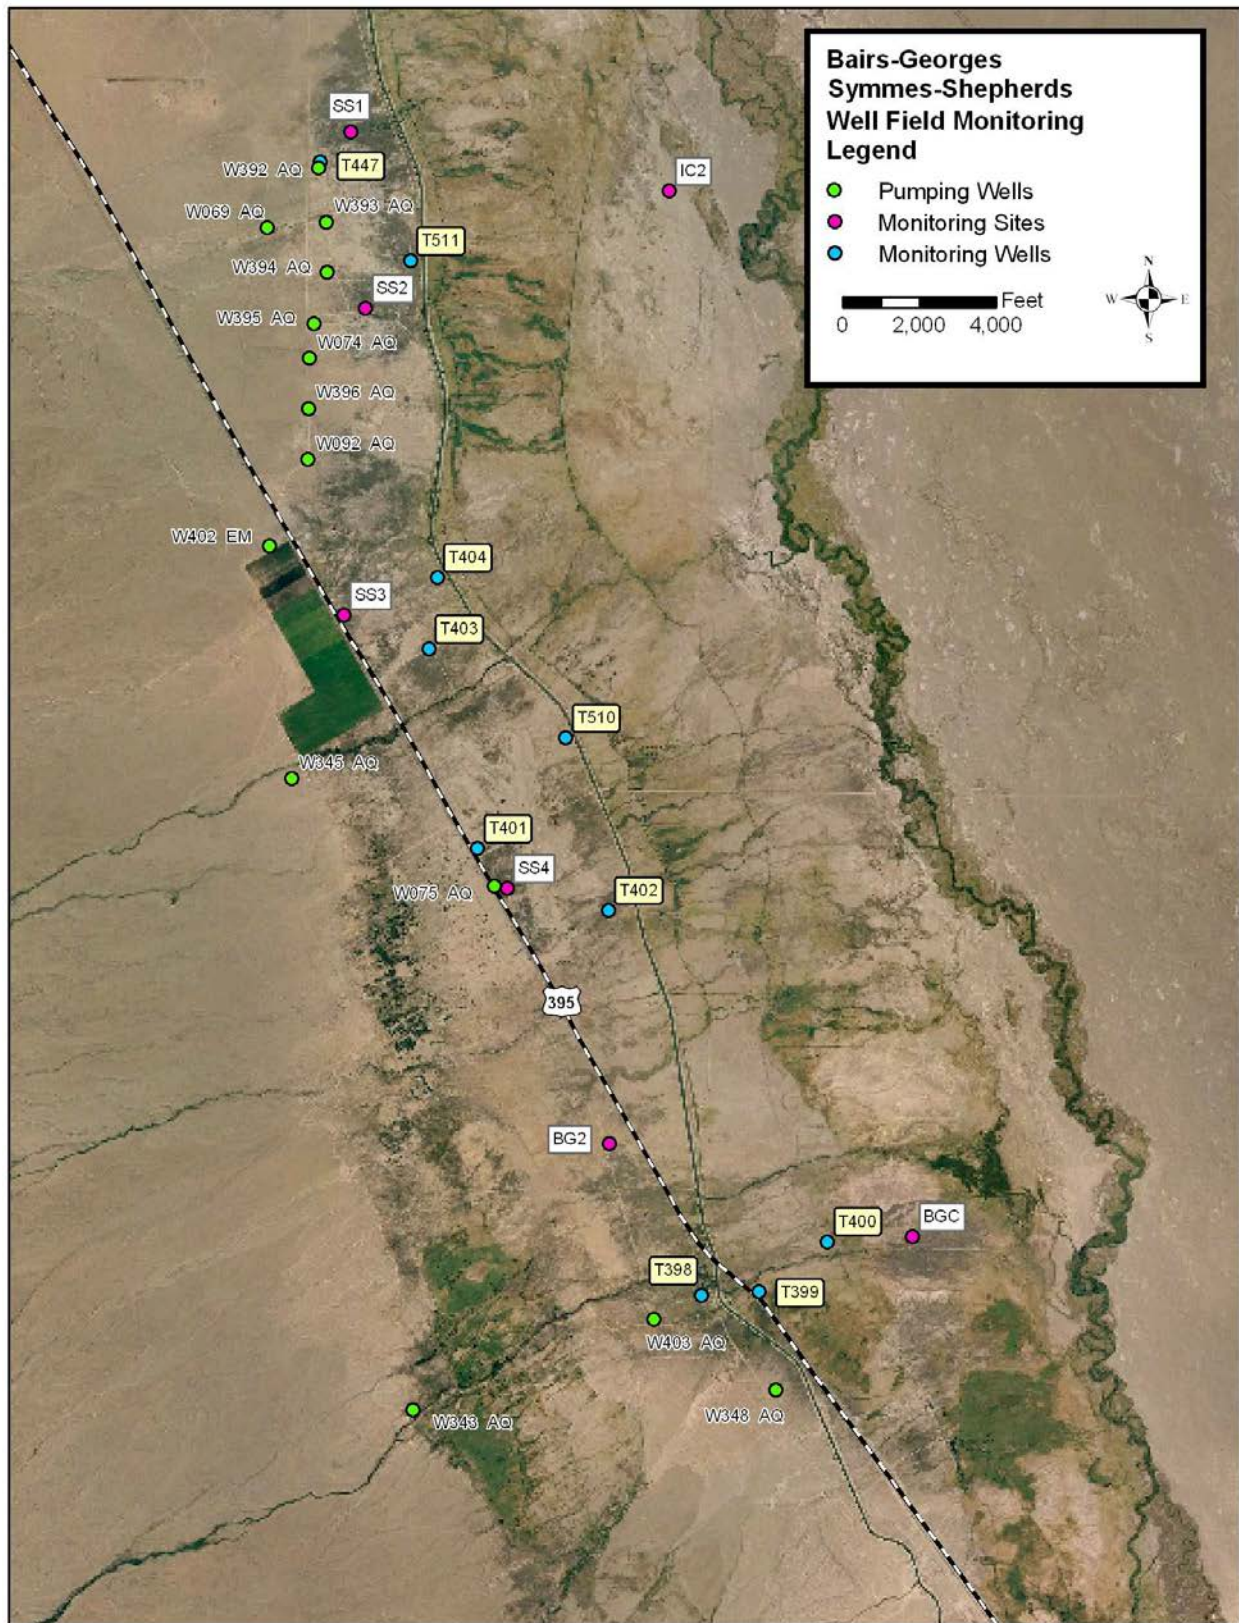 Bairs-Georges
Symmes-Shepherds
Well Field Monitoring
Legend
Pumping Wells
Monitoring Sites
Monitoring Wells
Feet
0 2,000 4,000
N
W E
S
SS1
W392 AQ
T447
IC2
W069 AQ
W393 AQ
T511
W394 AQ
SS2
W395 AQ
W074 AQ
W396 AQ
W092 AQ
W402 EM
T404
SS3
T403
T510
W345 AQ
T401
SS4
W075 AQ
T402
395
BG2
T400
BGC
T398
T399
W403 AQ
W348 AQ
W343 AQ